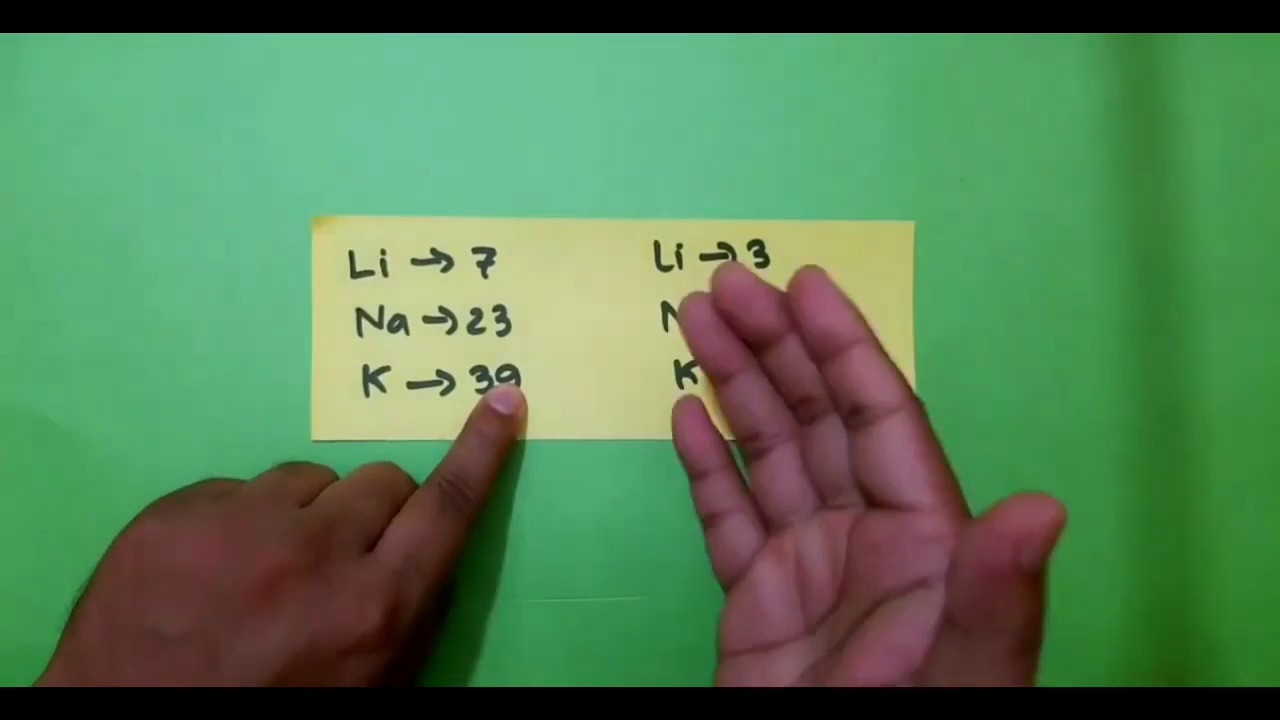 Li → 7
Na → 23
K → 39
Li → 3
N
K